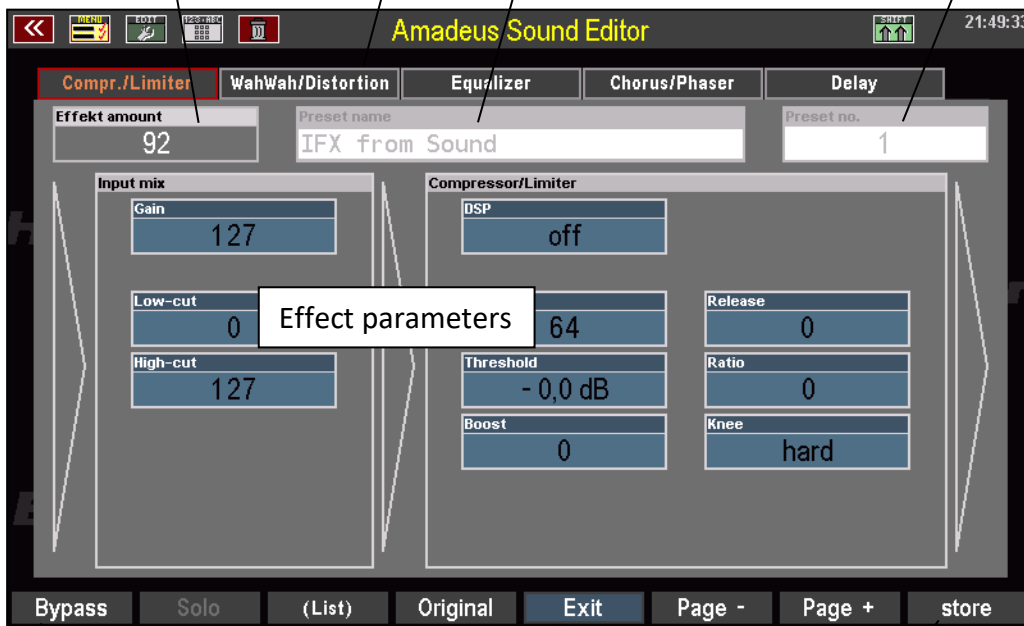 MENU EDIT 123·ABC Amadeus Sound Editor SHIFT 21:49:33
Compr./Limiter WahWah/Distortion Equalizer Chorus/Phaser Delay
Effekt amount Preset name Preset no.
92 IFX from Sound 1
Input mix Compressor/Limiter
Gain DSP
127 off
Low-cut Release
0 Effect parameters 64 0
High-cut Threshold Ratio
127 - 0,0 dB 0
Boost Knee
0 hard
Bypass Solo (List) Original Exit Page - Page + store